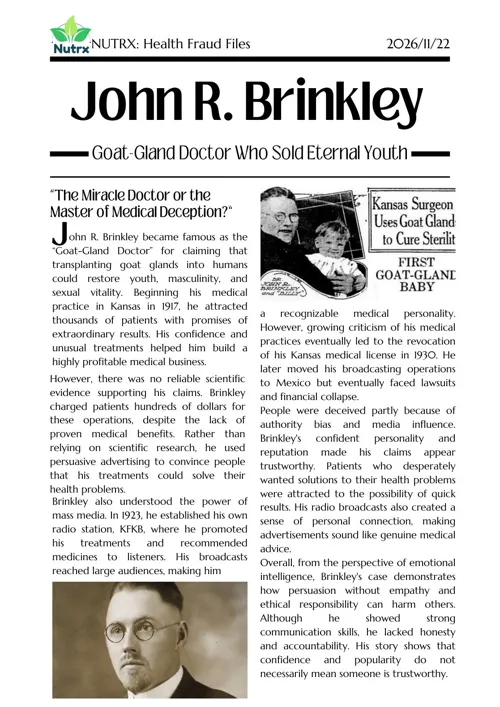 Nutrx
NUTRX: Health Fraud Files
2026/11/22
John R. Brinkley
Goat-Gland Doctor Who Sold Eternal Youth
“The Miracle Doctor or the
Master of Medical Deception?“
John R. Brinkley became famous as the
“Goat-Gland Doctor” for claiming that
transplanting goat glands into humans
could restore youth, masculinity, and
sexual vitality. Beginning his medical
practice in Kansas in 1917, he attracted
thousands of patients with promises of
extraordinary results. His confidence and
unusual treatments helped him build a
highly profitable medical business.
However, there was no reliable scientific
evidence supporting his claims. Brinkley
charged patients hundreds of dollars for
these operations, despite the lack of
proven medical benefits. Rather than
relying on scientific research, he used
persuasive advertising to convince people
that his treatments could solve their
health problems.
Brinkley also understood the power of
mass media. In 1923, he established his own
radio station, KFKB, where he promoted
his treatments and recommended
medicines to listeners. His broadcasts
reached large audiences, making him
DR.
JOHN R.
BRINKLEY
and "BILLY"
Kansas Surgeon
Uses Goat Gland
to Cure Sterilit
FIRST
GOAT-GLAND
BABY
a recognizable medical personality.
However, growing criticism of his medical
practices eventually led to the revocation
of his Kansas medical license in 1930. He
later moved his broadcasting operations
to Mexico but eventually faced lawsuits
and financial collapse.
People were deceived partly because of
authority bias and media influence.
Brinkley's confident personality and
reputation made his claims appear
trustworthy. Patients who desperately
wanted solutions to their health problems
were attracted to the possibility of quick
results. His radio broadcasts also created a
sense of personal connection, making
advertisements sound like genuine medical
advice.
Overall, from the perspective of emotional
intelligence, Brinkley's case demonstrates
how persuasion without empathy and
ethical responsibility can harm others.
Although he showed strong
communication skills, he lacked honesty
and accountability. His story shows that
confidence and popularity do not
necessarily mean someone is trustworthy.